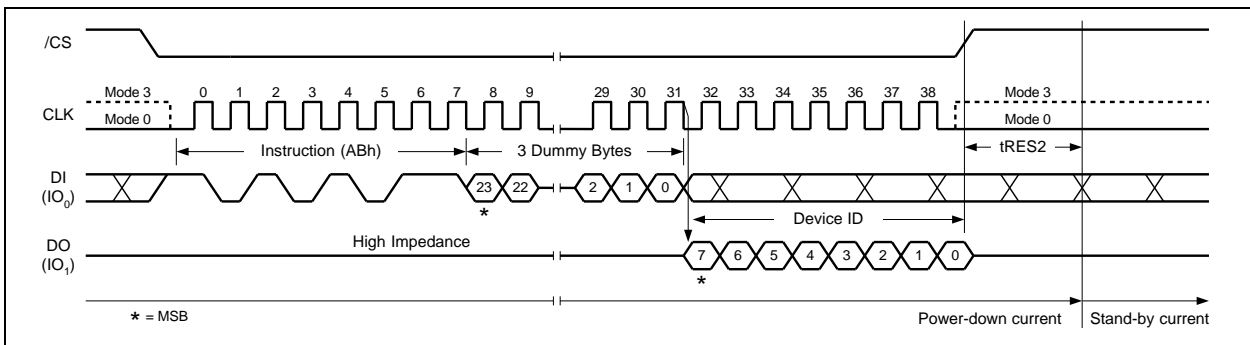 /CS
Mode 3 0 1 2 3 4 5 6 7 8 9 29 30 31 32 33 34 35 36 37 38 Mode 3
CLK
Mode 0 Mode 0
Instruction (ABh) 3 Dummy Bytes tRES2
DI
(IO0)
23 22 2 1 0
*
Device ID
High Impedance
DO
(IO1)
7 6 5 4 3 2 1 0
*
* = MSB
Power-down current Stand-by current